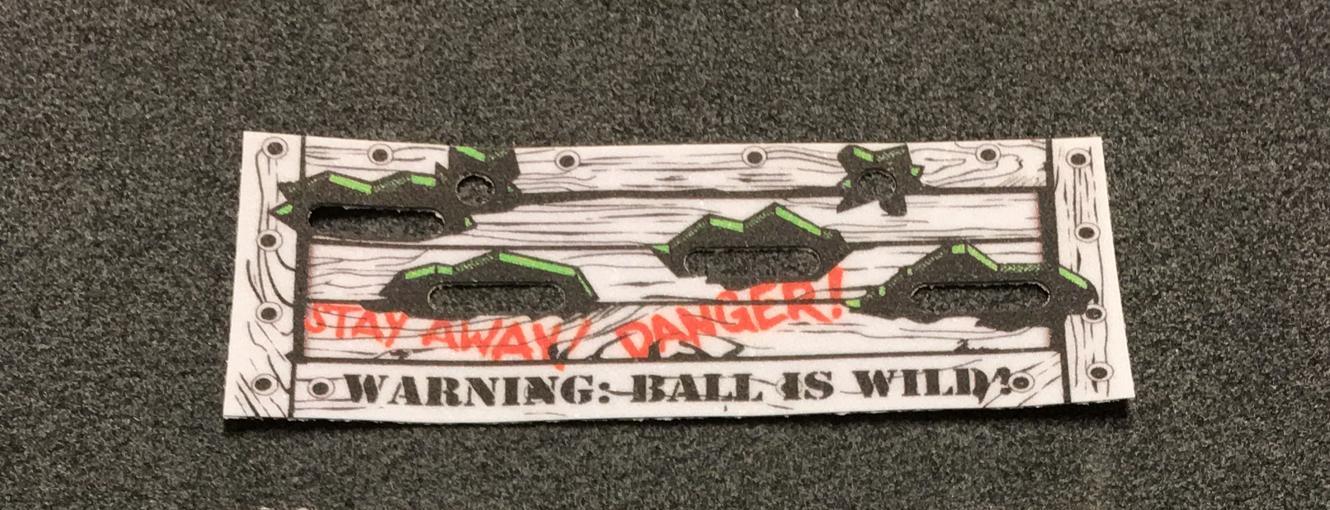 STAY AWAY! DANGER!
WARNING: BALL IS WILD!